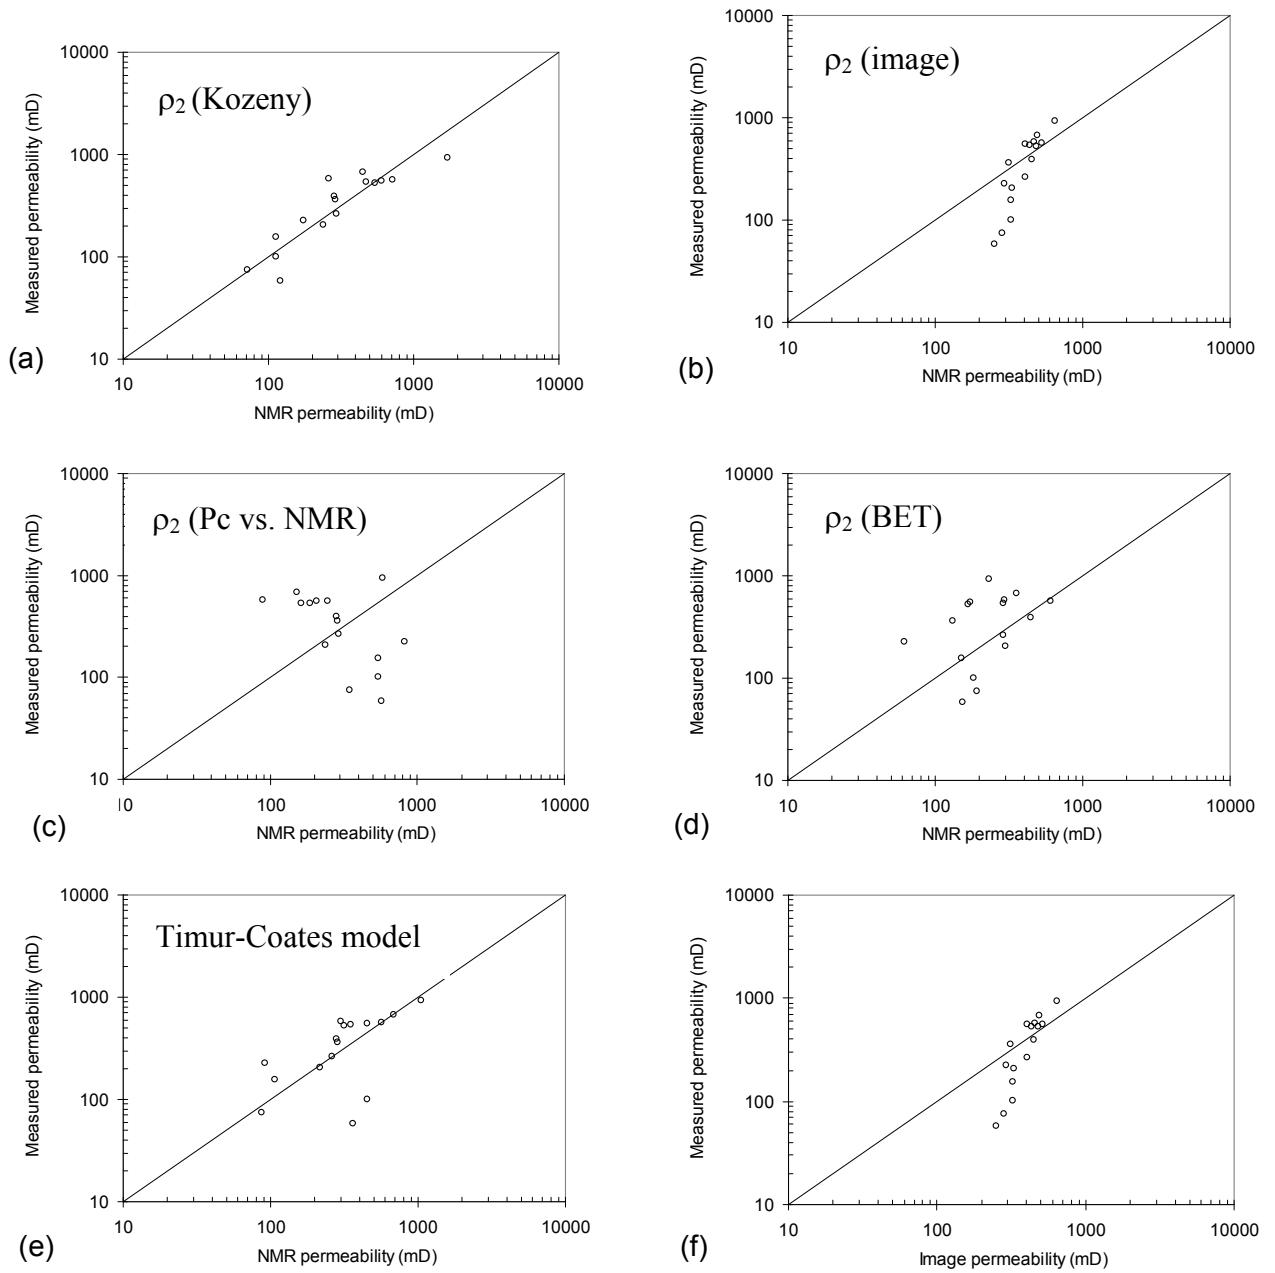 ρ2 (Kozeny)
Measured permeability (mD)
10000
1000
100
10
10 100 1000 10000
NMR permeability (mD)
(a)
ρ2 (image)
Measured permeability (mD)
10000
1000
100
10
10 100 1000 10000
NMR permeability (mD)
(b)
ρ2 (Pc vs. NMR)
Measured permeability (mD)
10000
1000
100
10
10 100 1000 10000
NMR permeability (mD)
(c)
ρ2 (BET)
Measured permeability (mD)
10000
1000
100
10
10 100 1000 10000
NMR permeability (mD)
(d)
Timur-Coates model
Measured permeability (mD)
10000
1000
100
10
10 100 1000 10000
NMR permeability (mD)
(e)
Measured permeability (mD)
10000
1000
100
10
10 100 1000 10000
Image permeability (mD)
(f)